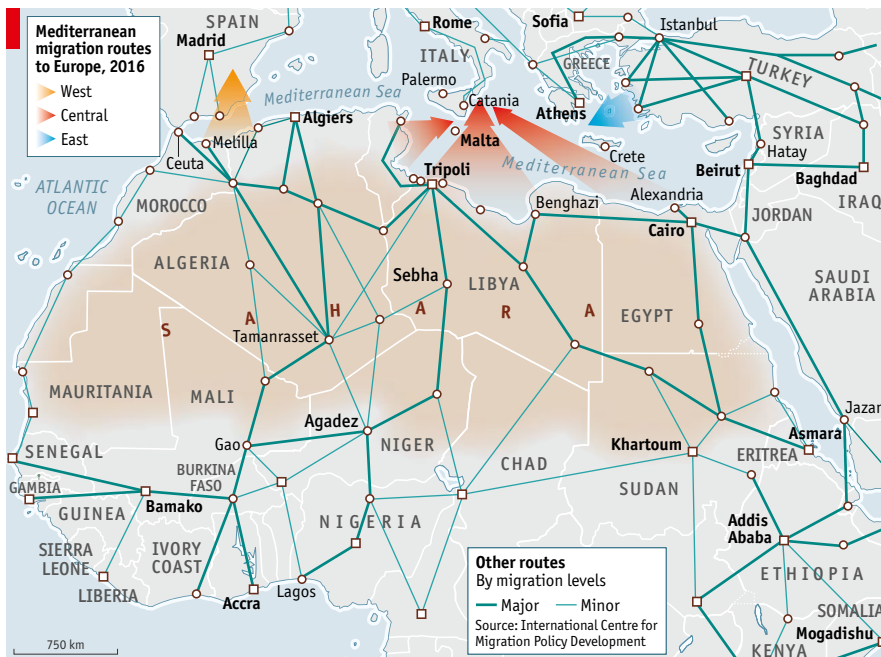 Mediterranean
migration routes
to Europe, 2016
West
Central
East
SPAIN
Madrid
Rome
ITALY
Sofia
Istanbul
GREECE
TURKEY
Palermo
Mediterranean Sea
Catania
Athens
Algiers
Malta
SYRIA
Ceuta
Melilla
Crete
Hatay
Mediterranean Sea
Tripoli
Beirut
Baghdad
ATLANTIC
OCEAN
MOROCCO
Benghazi
Alexandria
IRAQ
Cairo
JORDAN
ALGERIA
Sebha
LIBYA
SAUDI
ARABIA
S A H A R A
EGYPT
Tamanrasset
MAURITANIA
MALI
Agadez
Jazan
Gao
NIGER
Khartoum
Asmara
SENEGAL
CHAD
ERITREA
BURKINA
FASO
GAMBIA
SUDAN
GUINEA
Bamako
NIGERIA
Addis
Ababa
SIERRA
LEONE
IVORY
COAST
ETHIOPIA
LIBERIA
Accra
Lagos
SOMALIA
Mogadishu
KENYA
Other routes
By migration levels
Major
Minor
Source: International Centre for
Migration Policy Development
750 km